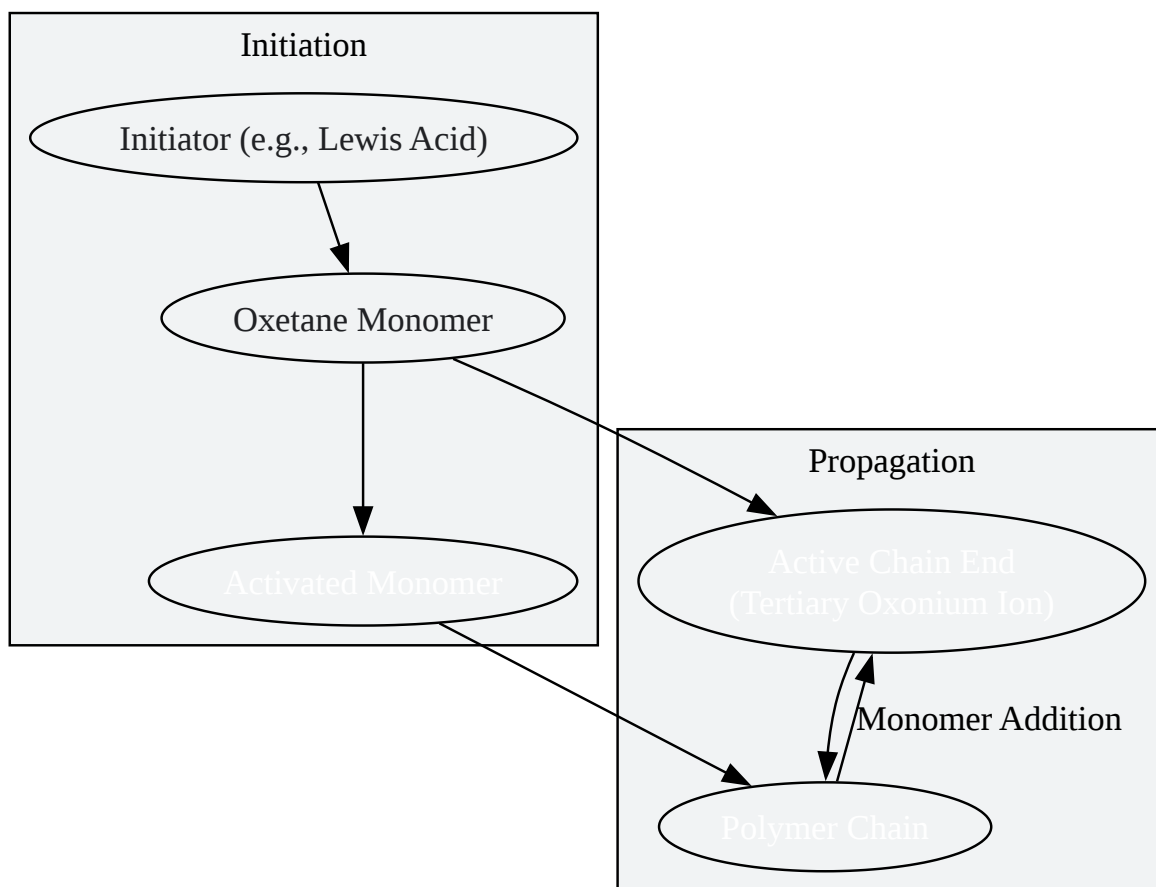 Initiation
Initiator (e.g., Lewis Acid)
Oxetane Monomer
Activated Monomer
Propagation
Active Chain End
(Tertiary Oxonium Ion)
Monomer Addition
Polymer Chain